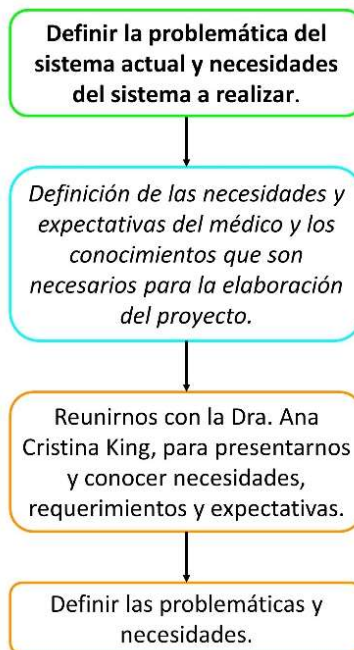 Definir la problemática del
sistema actual y necesidades
del sistema a realizar.
Definición de las necesidades y
expectativas del médico y los
conocimientos que son
necesarios para la elaboración
del proyecto.
Reunirnos con la Dra. Ana
Cristina King, para presentarnos
y conocer necesidades,
requerimientos y expectativas.
Definir las problemáticas y
necesidades.